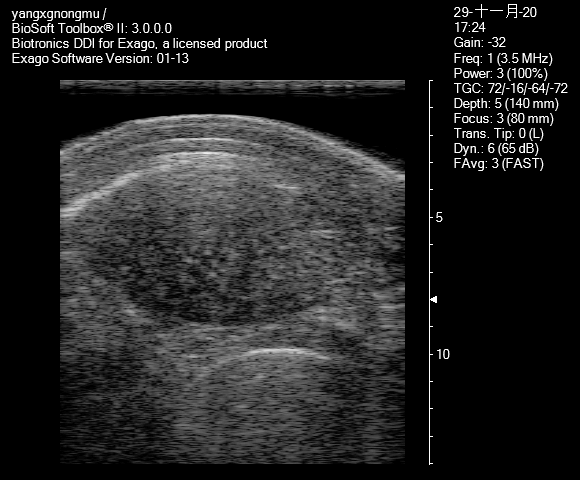 yangxgnongmu /
BioSoft Toolbox® II: 3.0.0.0
Biotronics DDI for Exago, a licensed product
Exago Software Version: 01-13
29-十一月-20
17:24
Gain: -32
Freq: 1 (3.5 MHz)
Power: 3 (100%)
TGC: 72/-16/-64/-72
Depth: 5 (140 mm)
Focus: 3 (80 mm)
Trans. Tip: 0 (L)
Dyn.: 6 (65 dB)
FAvg: 3 (FAST)
5
10